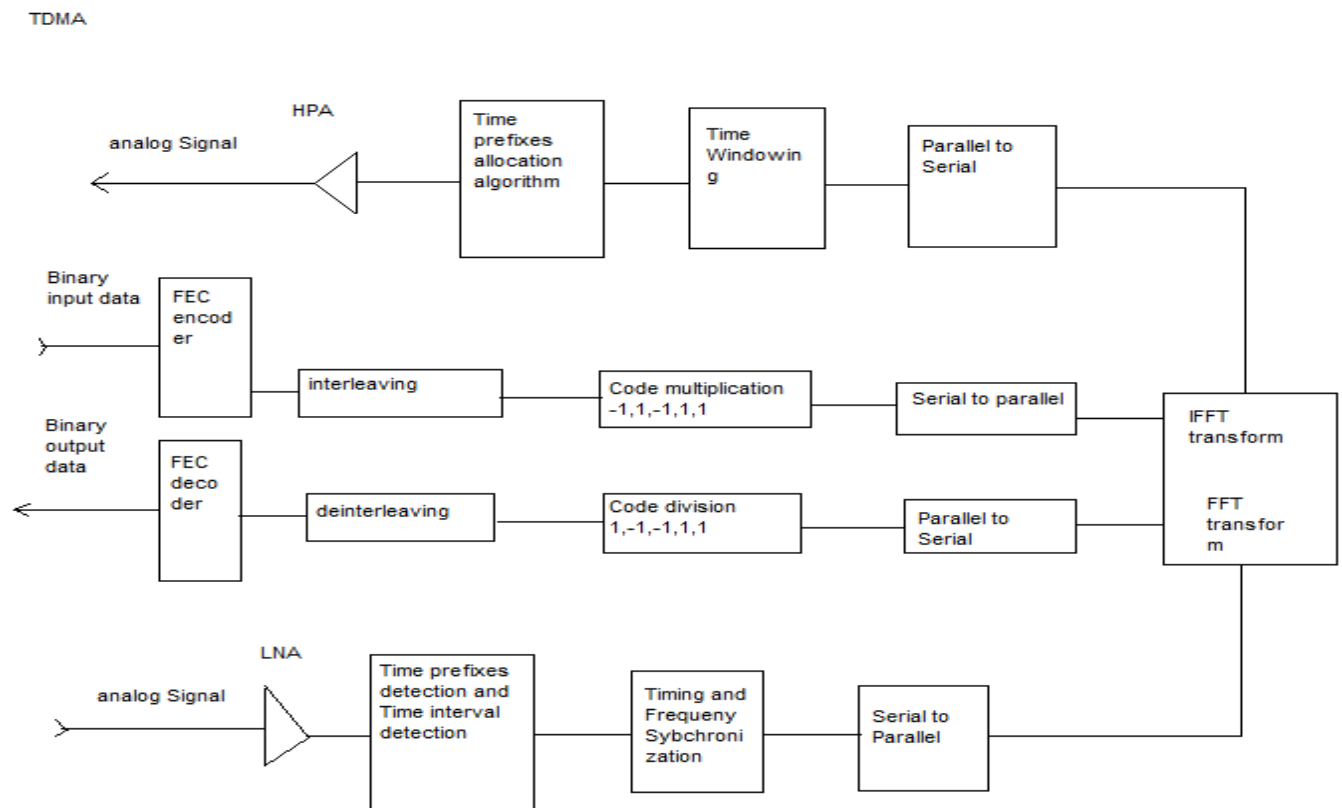 TDMA
HPA
analog Signal
Time
prefixes
allocation
algorithm
Time
Windowin
g
Parallel to
Serial
Binary
input data
FEC
encod
er
interleaving
Code multiplication
-1,1,-1,1,1
Serial to parallel
IFFT
transform
Binary
output
data
FEC
deco
der
deinterleaving
Code division
1,-1,-1,1,1
Parallel to
Serial
FFT
transfor
m
LNA
analog Signal
Time prefixes
detection and
Time interval
detection
Timing and
Frequeny
Sybchroni
zation
Serial to
Parallel